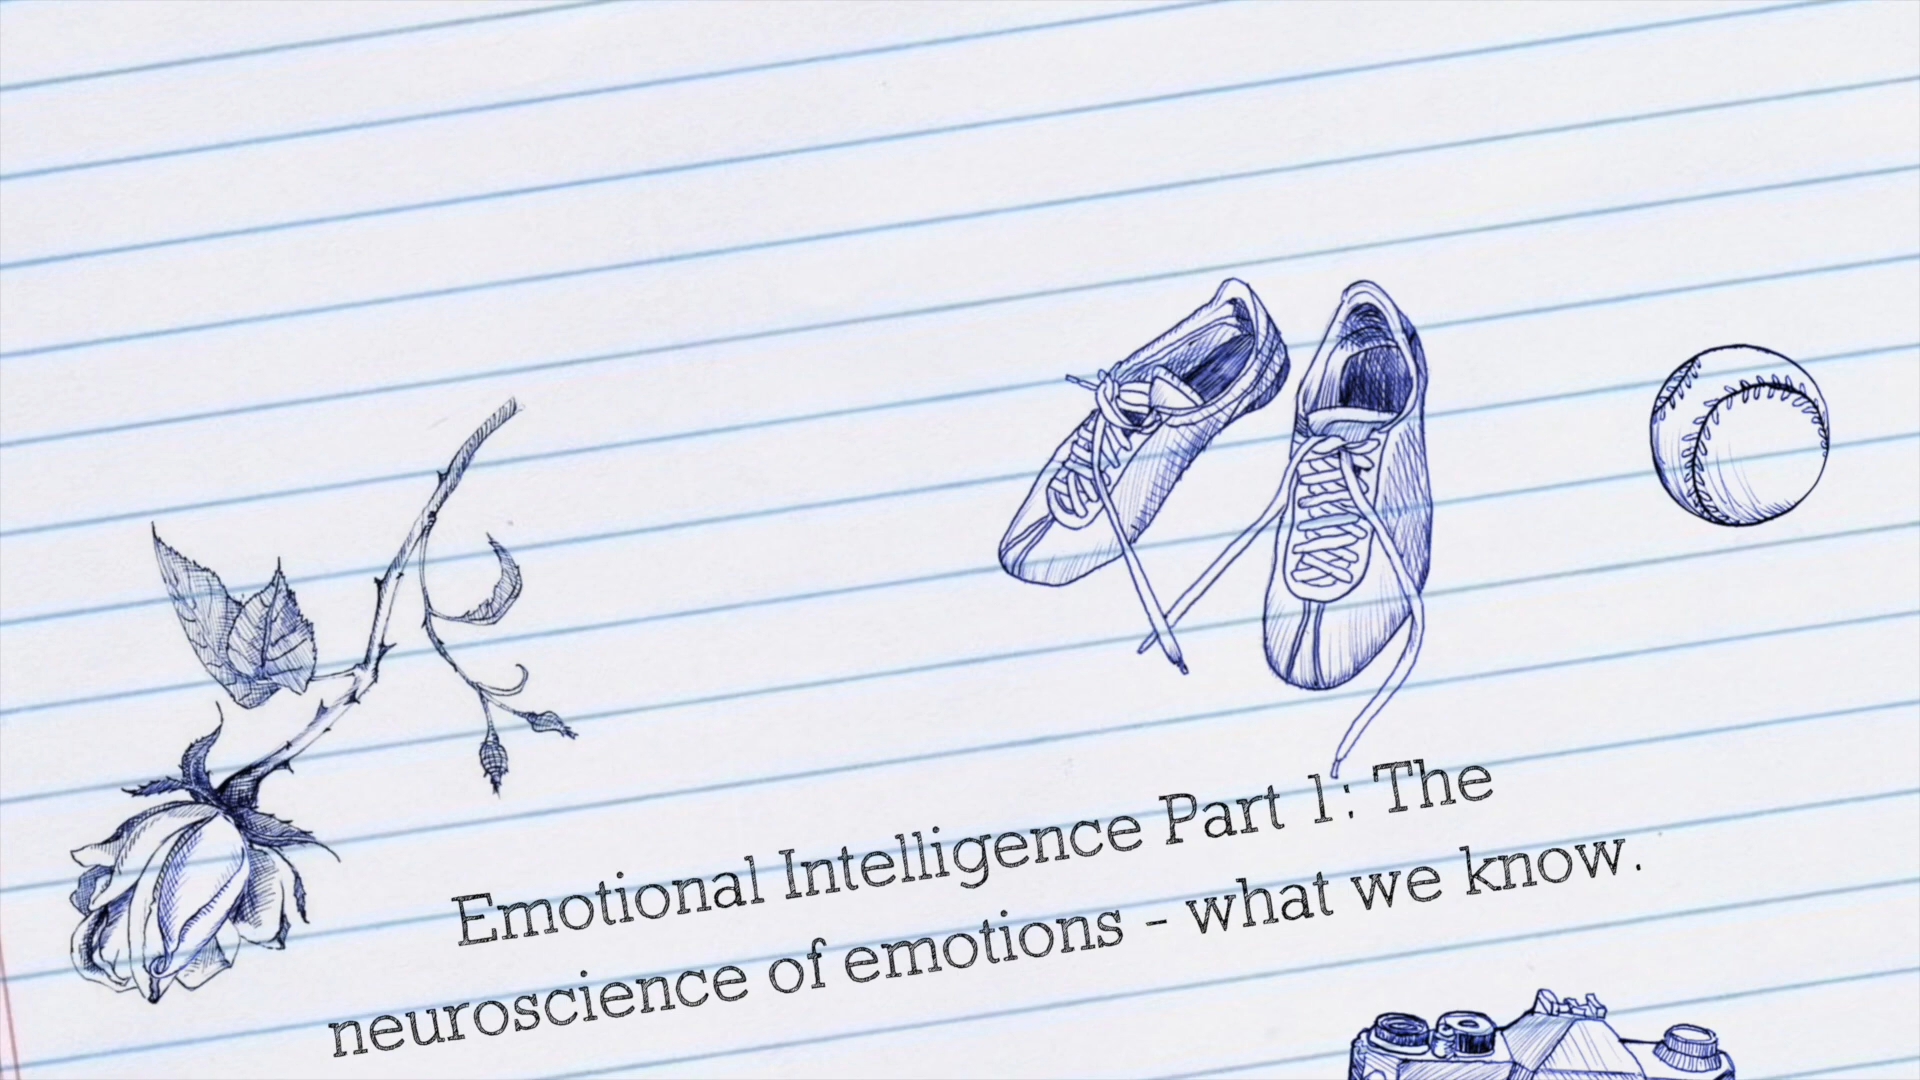 Emotional Intelligence Part 1: The
neuroscience of emotions - what we know.